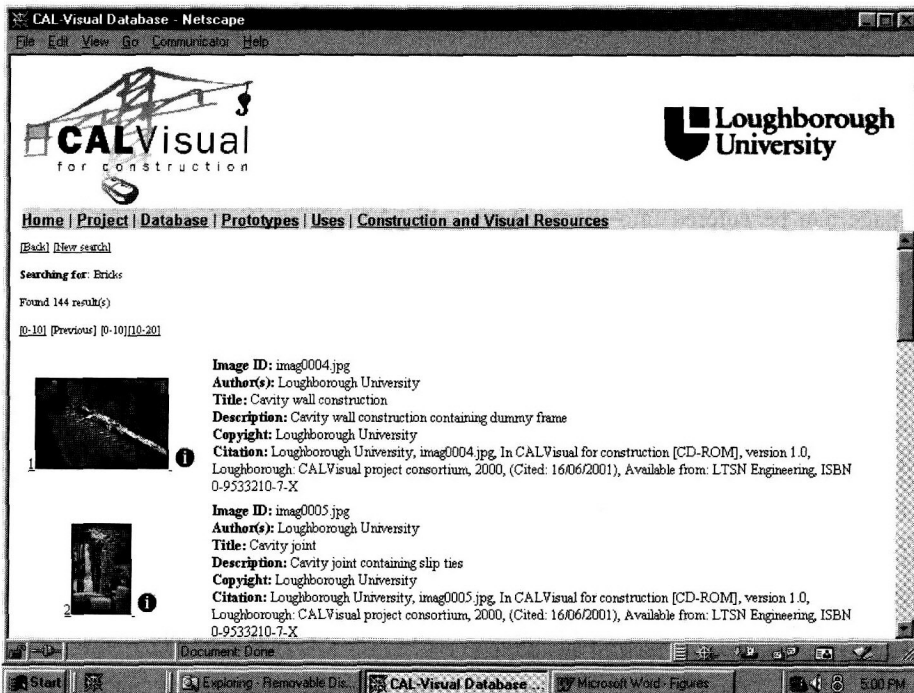 CAL-Visual Database - Netscape
File Edit View Go Communicator Help
CALVisual
for construction
Loughborough
University
Home | Project | Database | Prototypes | Uses | Construction and Visual Resources
[Back] [New search]
Searching for: Bricks
Found 144 result(s)
[0-10] [Previous] [0-10][10-20]
1
Image ID: imag0004.jpg
Author(s): Loughborough University
Title: Cavity wall construction
Description: Cavity wall construction containing dummy frame
Copyight: Loughborough University
Citation: Loughborough University, imag0004.jpg, In CALVisual for construction [CD-ROM], version 1.0,
Loughborough: CALVisual project consortium, 2000, (Cited: 16/06/2001), Available from: LTSN Engineering, ISBN
0-9533210-7-X
2
Image ID: imag0005.jpg
Author(s): Loughborough University
Title: Cavity joint
Description: Cavity joint containing slip ties
Copyight: Loughborough University
Citation: Loughborough University, imag0005.jpg, In CALVisual for construction [CD-ROM], version 1.0,
Loughborough: CALVisual project consortium, 2000, (Cited: 16/06/2001), Available from: LTSN Engineering, ISBN
0-9533210-7-X
Document: Done
Start Exploring - Removable Dis... CAL-Visual Database ... Microsoft Word - Figures 5:00 PM